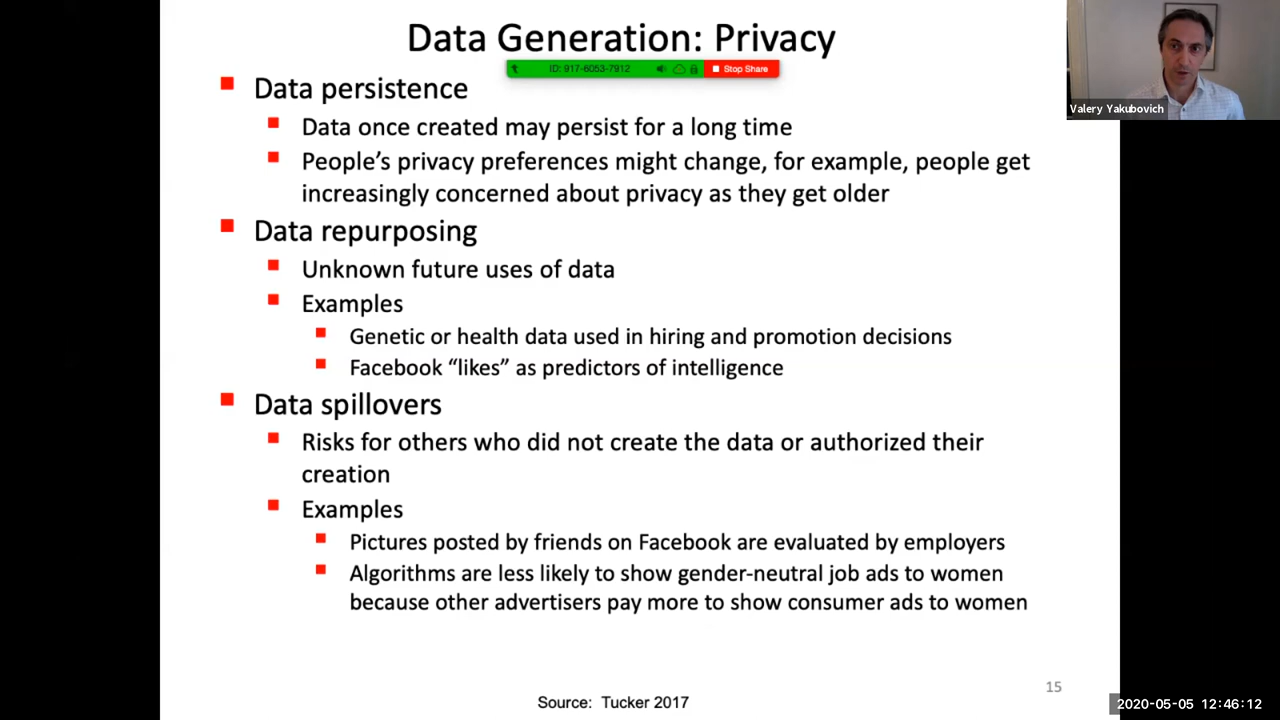 Data Generation: Privacy
ID: 917-6053-7912
Stop Share
Valery Yakubovich
Data persistence
Data once created may persist for a long time
People’s privacy preferences might change, for example, people get
increasingly concerned about privacy as they get older
Data repurposing
Unknown future uses of data
Examples
Genetic or health data used in hiring and promotion decisions
Facebook “likes” as predictors of intelligence
Data spillovers
Risks for others who did not create the data or authorized their
creation
Examples
Pictures posted by friends on Facebook are evaluated by employers
Algorithms are less likely to show gender-neutral job ads to women
because other advertisers pay more to show consumer ads to women
15
Source: Tucker 2017
2020-05-05 12:46:12